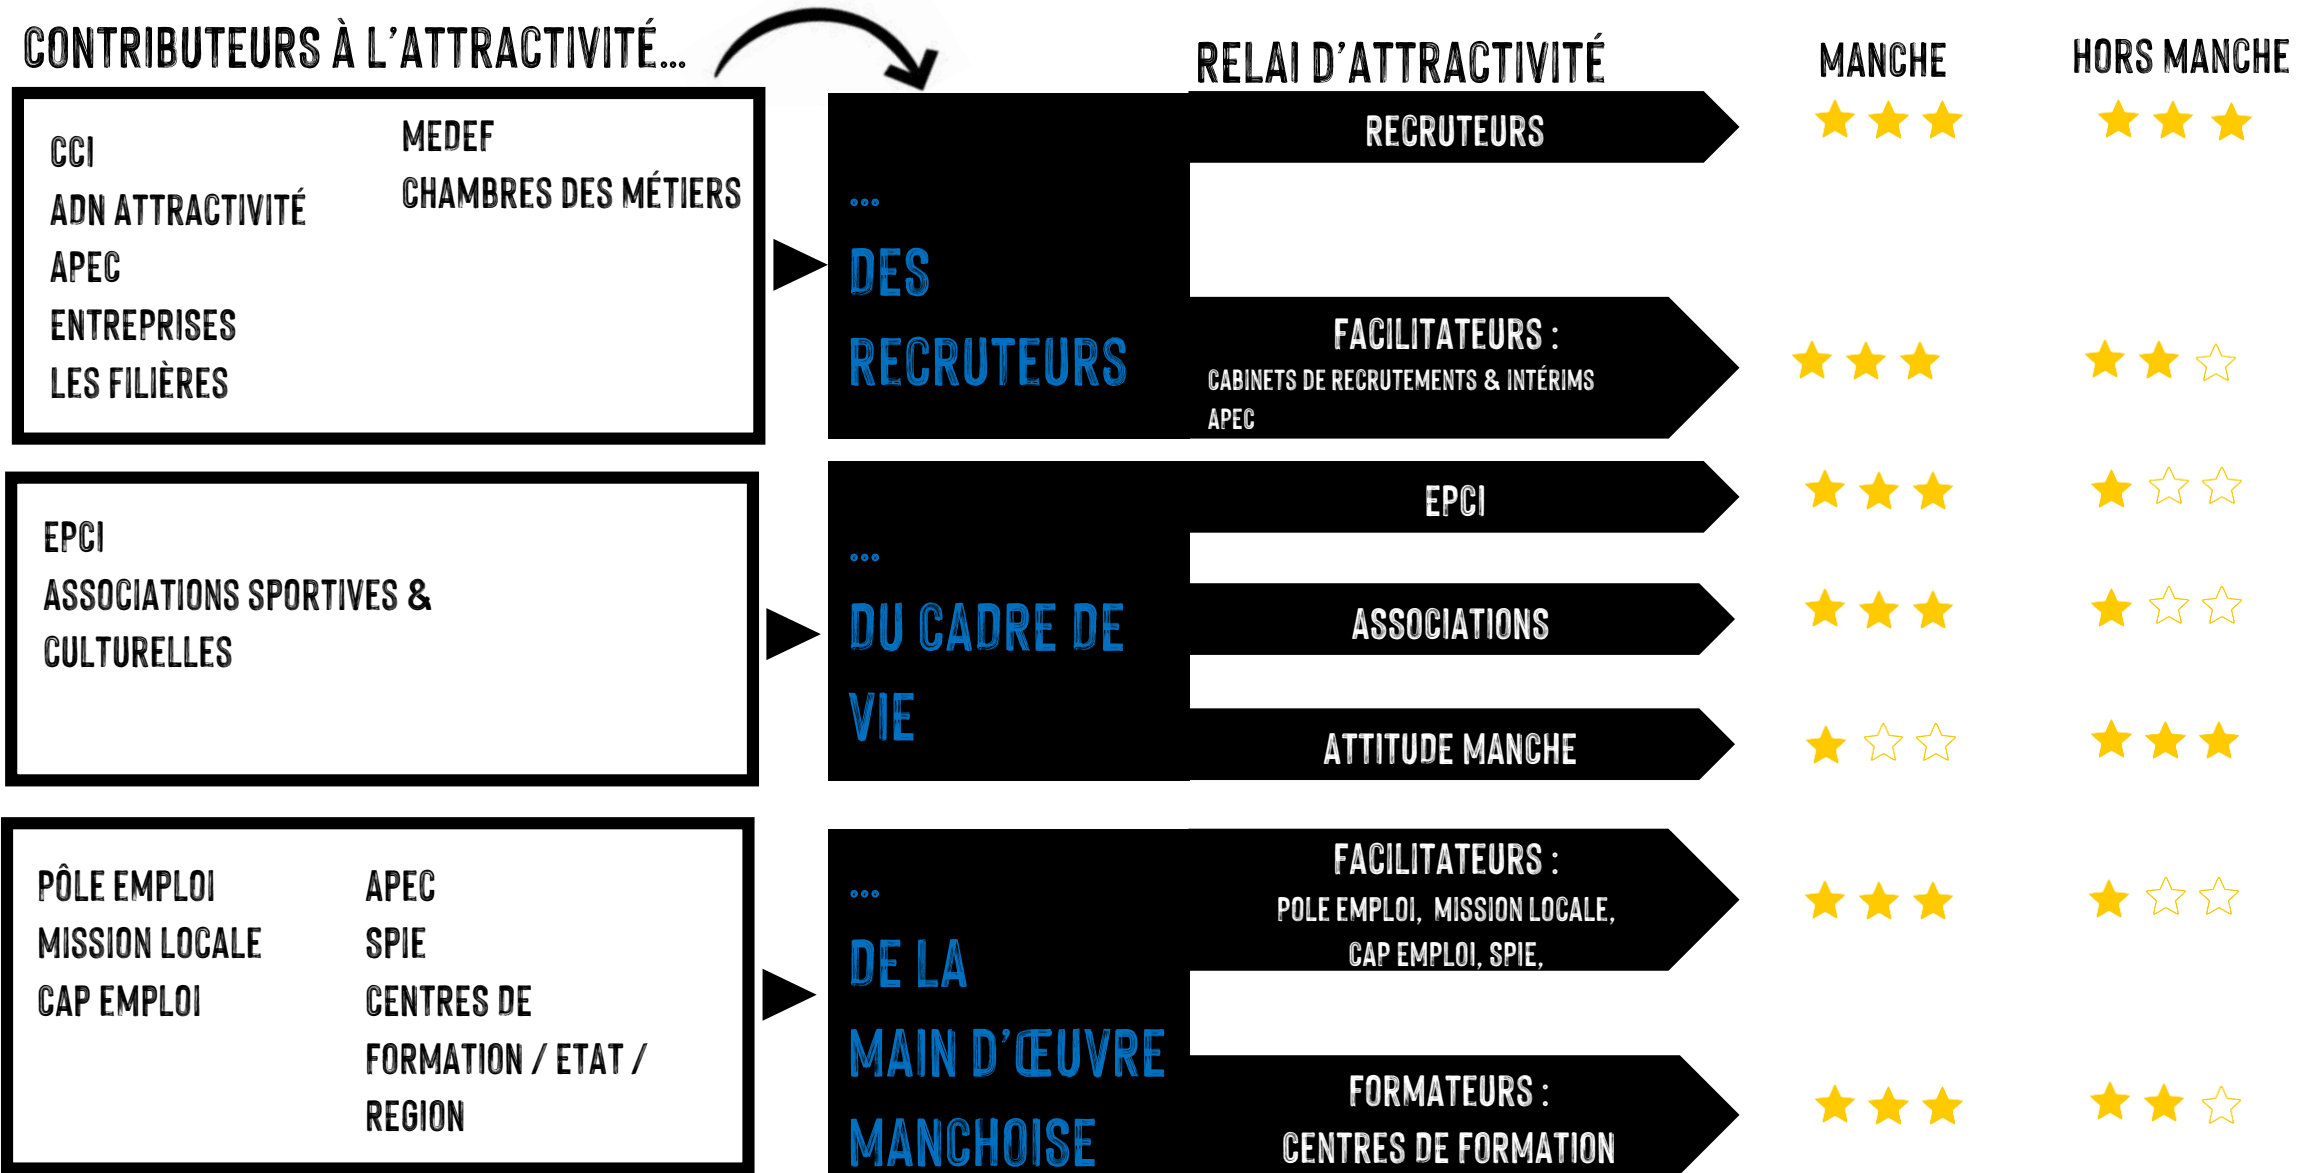 CONTRIBUTEURS À L'ATTRACTIVITÉ...
RELAI D'ATTRACTIVITÉ
MANCHE
HORS MANCHE
CCI
ADN ATTRACTIVITÉ
APEC
ENTREPRISES
LES FILIÈRES
MEDEF
CHAMBRES DES MÉTIERS
...
DES
RECRUTEURS
RECRUTEURS
FACILITATEURS :
CABINETS DE RECRUTEMENTS & INTÉRIMS
APEC
EPCI
ASSOCIATIONS SPORTIVES &
CULTURELLES
...
DU CADRE DE
VIE
EPCI
ASSOCIATIONS
ATTITUDE MANCHE
PÔLE EMPLOI
MISSION LOCALE
CAP EMPLOI
APEC
SPIE
CENTRES DE
FORMATION / ETAT /
REGION
...
DE LA
MAIN D'ŒUVRE
MANCHOISE
FACILITATEURS :
POLE EMPLOI, MISSION LOCALE,
CAP EMPLOI, SPIE,
FORMATEURS :
CENTRES DE FORMATION